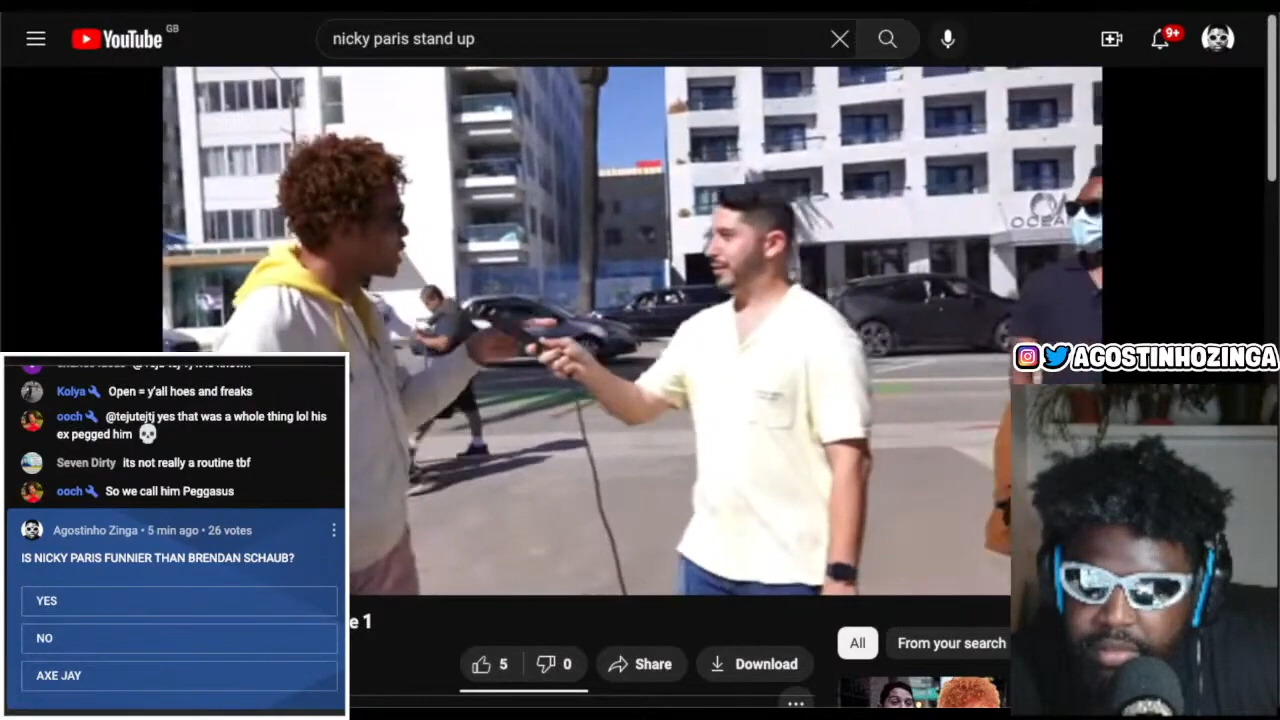 YouTube GB
nicky paris stand up
9+
OCEA
AGOSTINHOZINGA
Kolya Open = y'all hoes and freaks
ooch @tejutejtj yes that was a whole thing lol his
ex pegged him
Seven Dirty its not really a routine tbf
ooch So we call him Peggasus
Agostinho Zinga • 5 min ago • 26 votes
IS NICKY PARIS FUNNIER THAN BRENDAN SCHAUB?
YES
NO
AXE JAY
e 1
5 0 Share Download
All From your search